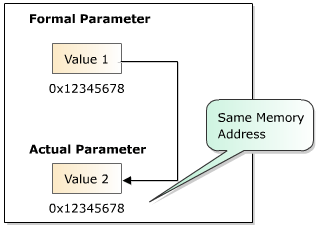 Formal Parameter
Value 1
0x12345678
Same Memory
Address
Actual Parameter
Value 2
0x12345678